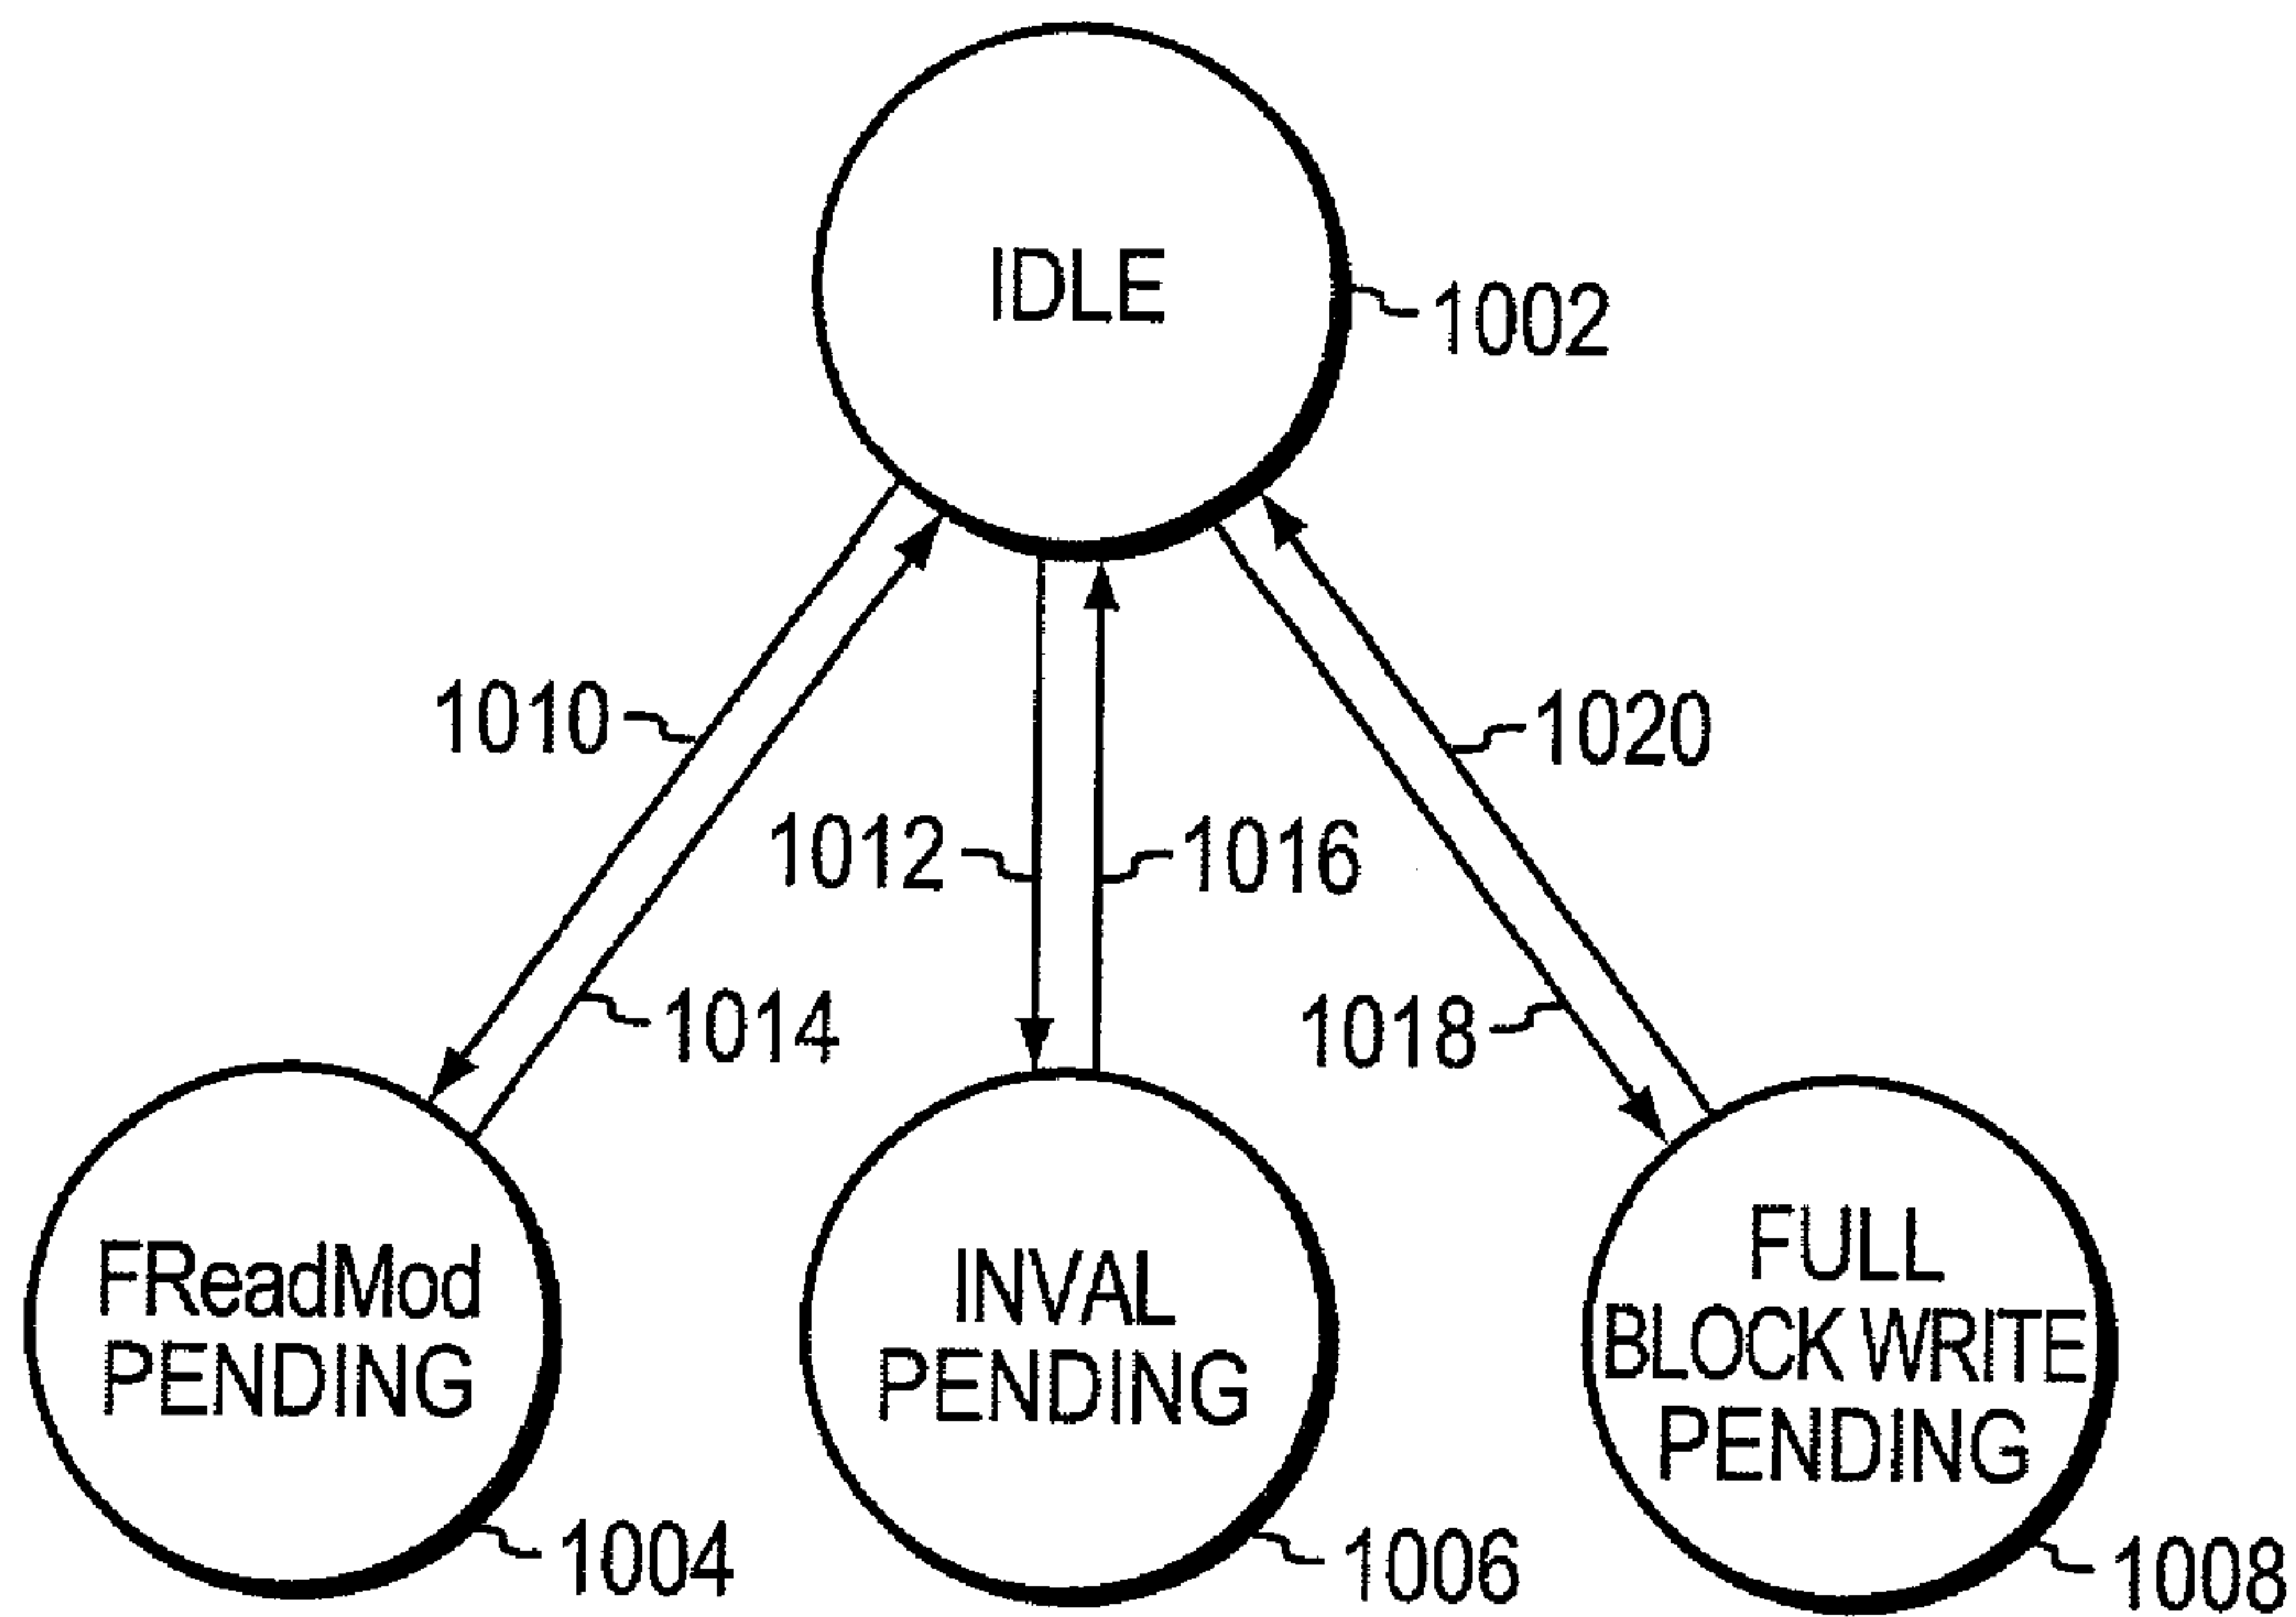 IDLE
1002
1010
1020
1012
1016
1014
1018
FReadMod
PENDING
INVAL
PENDING
FULL
BLOCK WRITE
PENDING
1004
1006
1008